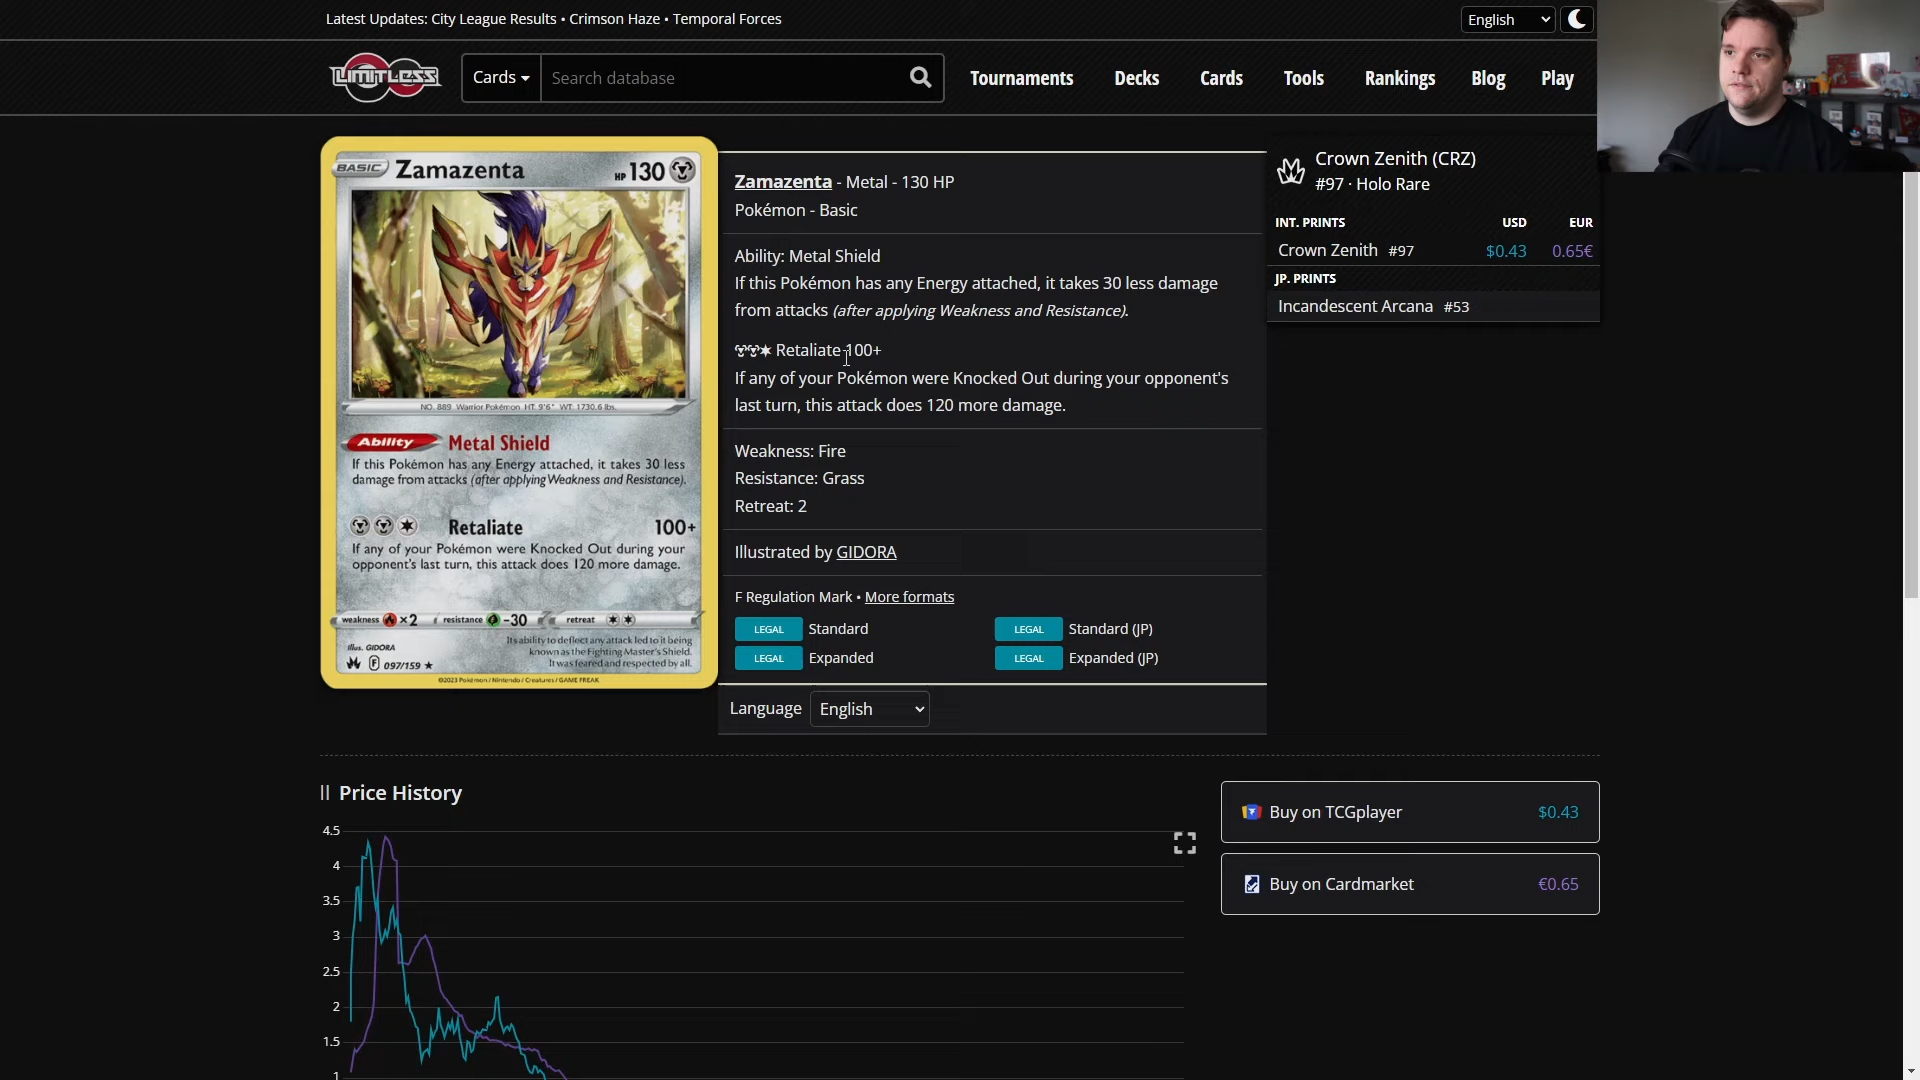 Latest Updates: City League Results • Crimson Haze • Temporal Forces
English
LIMITLESS
Cards
Search database
Tournaments
Decks
Cards
Tools
Rankings
Blog
Play
BASIC
Zamazenta
HP 130
NO. 889 Warrior Pokémon HT: 9'6" WT: 1730.6 lbs.
Ability
Metal Shield
If this Pokémon has any Energy attached, it takes 30 less
damage from attacks (after applying Weakness and Resistance).
Retaliate
100+
If any of your Pokémon were Knocked Out during your
opponent's last turn, this attack does 120 more damage.
weakness ×2
resistance -30
retreat
Illus. GIDORA
F 097/159 ★
Its ability to deflect any attack led to it being
known as the Fighting Master's Shield.
It was feared and respected by all.
©2023 Pokémon / Nintendo / Creatures / GAME FREAK
Zamazenta - Metal - 130 HP
Pokémon - Basic
Ability: Metal Shield
If this Pokémon has any Energy attached, it takes 30 less damage
from attacks (after applying Weakness and Resistance).
Retaliate 100+
If any of your Pokémon were Knocked Out during your opponent's
last turn, this attack does 120 more damage.
Weakness: Fire
Resistance: Grass
Retreat: 2
Illustrated by GIDORA
F Regulation Mark • More formats
LEGAL Standard
LEGAL Standard (JP)
LEGAL Expanded
LEGAL Expanded (JP)
Language English
Crown Zenith (CRZ)
#97 · Holo Rare
INT. PRINTS USD EUR
Crown Zenith #97 $0.43 0.65€
JP. PRINTS
Incandescent Arcana #53
Price History
4.5
4
3.5
3
2.5
2
1.5
1
Buy on TCGplayer $0.43
Buy on Cardmarket €0.65